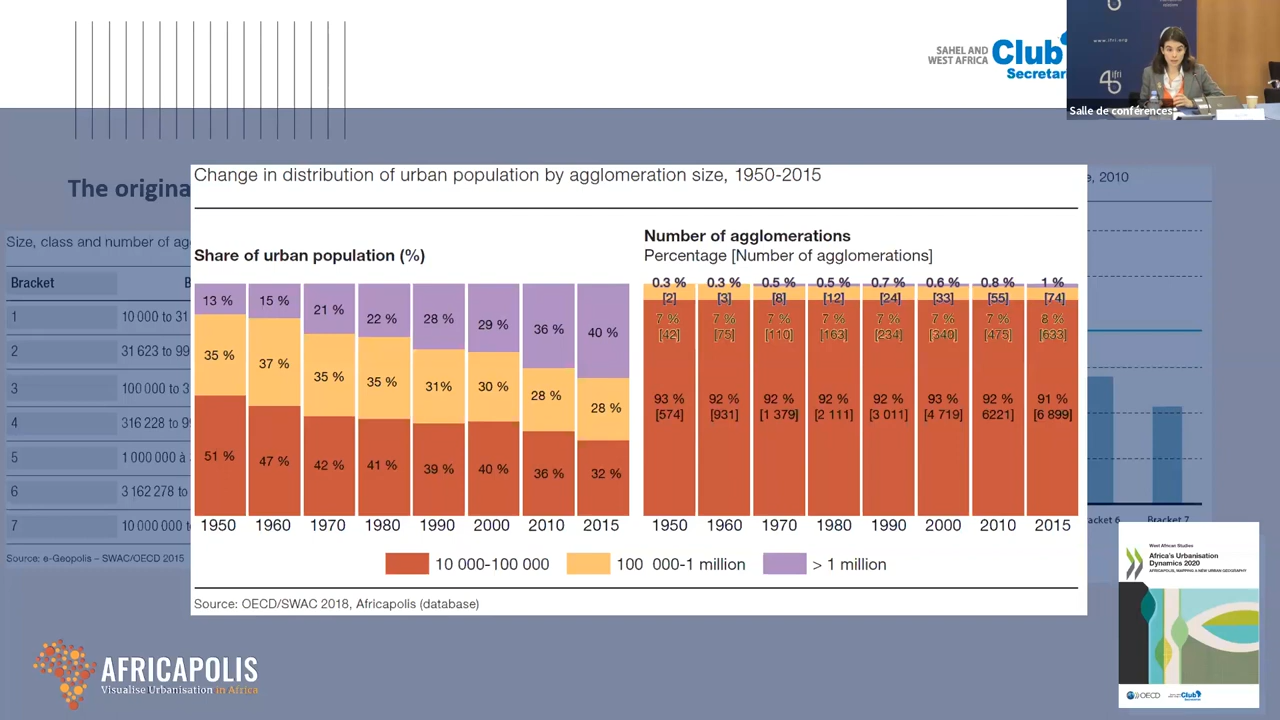 www.ifri.org
ifri
Salle de conférences*
SAHEL AND
WEST AFRICA
Club
Secretar
The origina
e, 2010
Size, class and number of ag
Bracket
B
1 10 000 to 31
2 31 623 to 99
3 100 000 to 3
4 316 228 to 99
5 1 000 000 à
6 3 162 278 to
7 10 000 000 t
Source: e-Geopolis – SWAC/OECD 2015
Change in distribution of urban population by agglomeration size, 1950-2015
Share of urban population (%)
13 % 15 % 21 % 22 % 28 % 29 % 36 % 40 %
35 % 37 % 35 % 35 % 31% 30 % 28 % 28 %
51 % 47 % 42 % 41 % 39 % 40 % 36 % 32 %
1950 1960 1970 1980 1990 2000 2010 2015
Number of agglomerations
Percentage [Number of agglomerations]
0.3 % 0.3 % 0.5 % 0.5 % 0.7 % 0.6 % 0.8 % 1 %
[2] [3] [8] [12] [24] [33] [55] [74]
7 % 7 % 7 % 7 % 7 % 7 % 7 % 8 %
[42] [75] [110] [163] [234] [340] [475] [633]
93 % 92 % 92 % 92 % 92 % 93 % 92 % 91 %
[574] [931] [1 379] [2 111] [3 011] [4 719] 6221] [6 899]
1950 1960 1970 1980 1990 2000 2010 2015
10 000-100 000 100 000-1 million > 1 million
Source: OECD/SWAC 2018, Africapolis (database)
acket 6 Bracket 7
AFRICAPOLIS
Visualise Urbanisation in Africa
West African Studies
Africa's Urbanisation
Dynamics 2020
AFRICAPOLIS, MAPPING A NEW URBAN GEOGRAPHY
OECD
Club